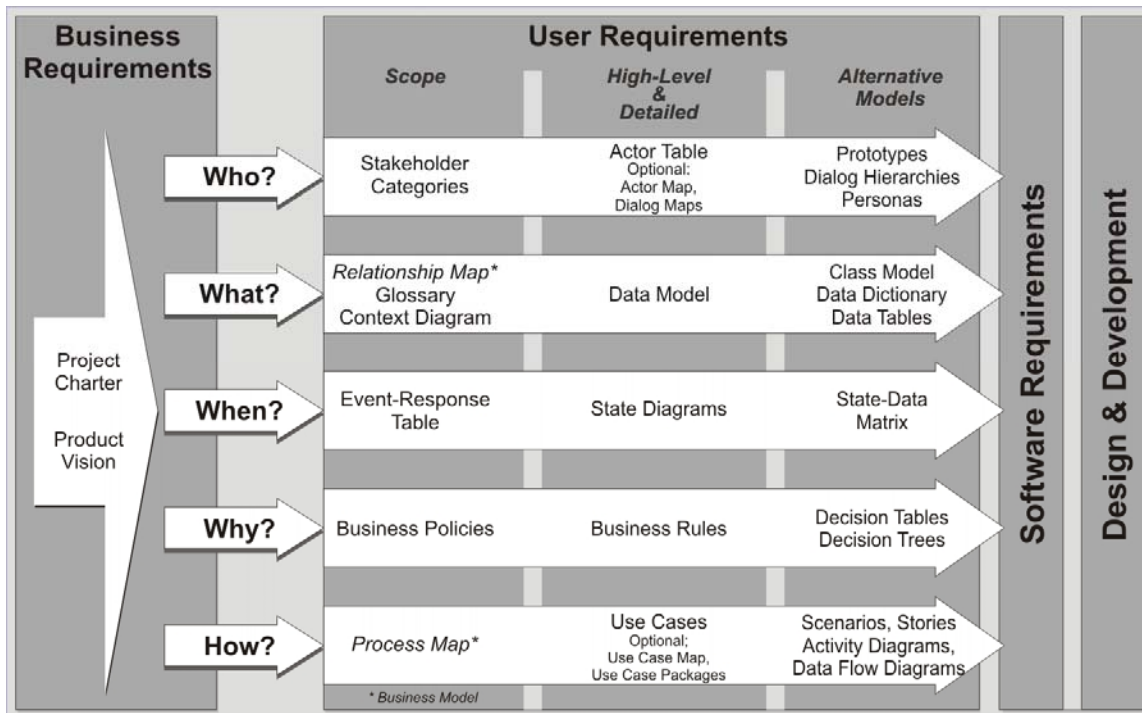 Business
Requirements
User Requirements
Scope
High-Level
&
Detailed
Alternative
Models
Project
Charter
Product
Vision
Who?
Stakeholder
Categories
Actor Table
Optional:
Actor Map,
Dialog Maps
Prototypes
Dialog Hierarchies
Personas
What?
Relationship Map*
Glossary
Context Diagram
Data Model
Class Model
Data Dictionary
Data Tables
When?
Event-Response
Table
State Diagrams
State-Data
Matrix
Why?
Business Policies
Business Rules
Decision Tables
Decision Trees
How?
Process Map*
Use Cases
Optional;
Use Case Map,
Use Case Packages
Scenarios, Stories
Activity Diagrams,
Data Flow Diagrams
* Business Model
Software Requirements
Design & Development